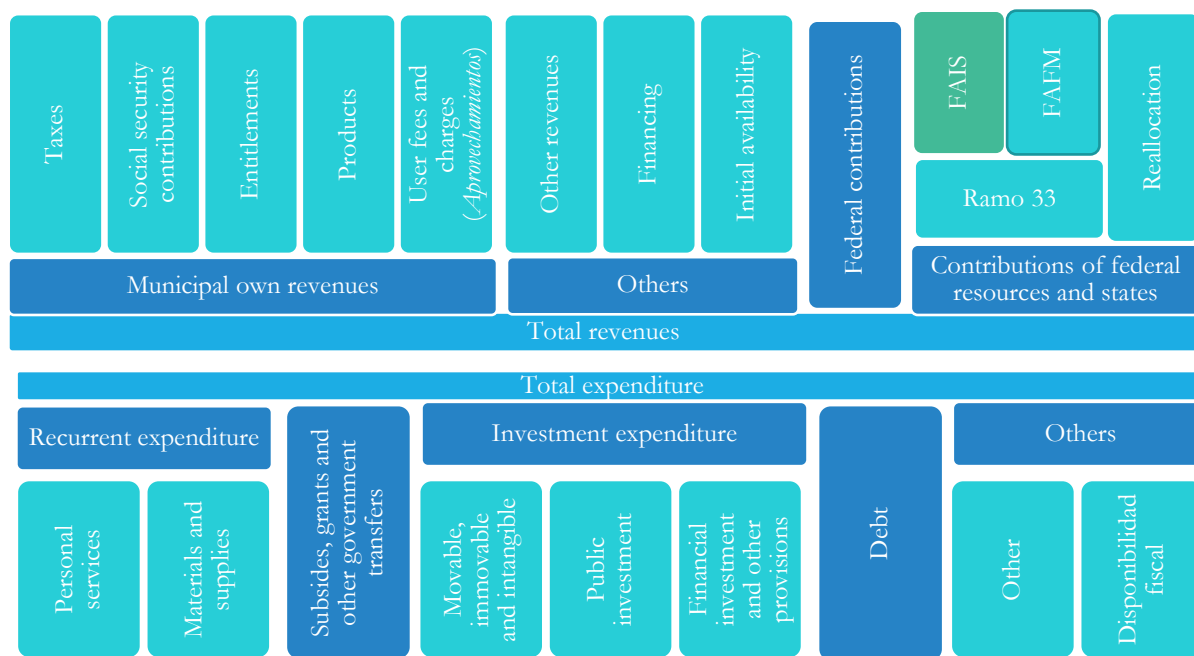 Taxes
Social security
contributions
Entitlements
Products
User fees and
charges
(Aprovechamientos)
Other revenues
Financing
Initial availability
Federal contributions
FAIS
FAFM
Ramo 33
Reallocation
Municipal own revenues
Others
Contributions of federal
resources and states
Total revenues
Total expenditure
Recurrent expenditure
Subsides, grants and
other government
transfers
Investment expenditure
Debt
Others
Personal
services
Materials and
supplies
Movable,
immovable
and intangible
Public
investment
Financial
investment
and other
provisions
Other
Disponibilidad
fiscal